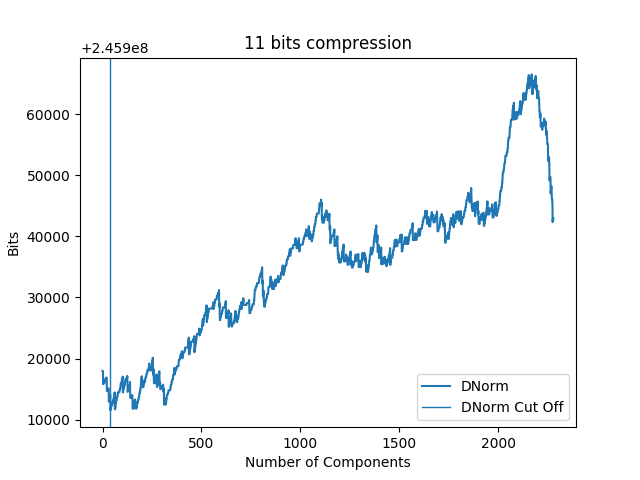 11 bits compression
+2.459e8
60000
50000
40000
30000
20000
10000
Bits
0
500
1000
1500
2000
Number of Components
DNorm
DNorm Cut Off